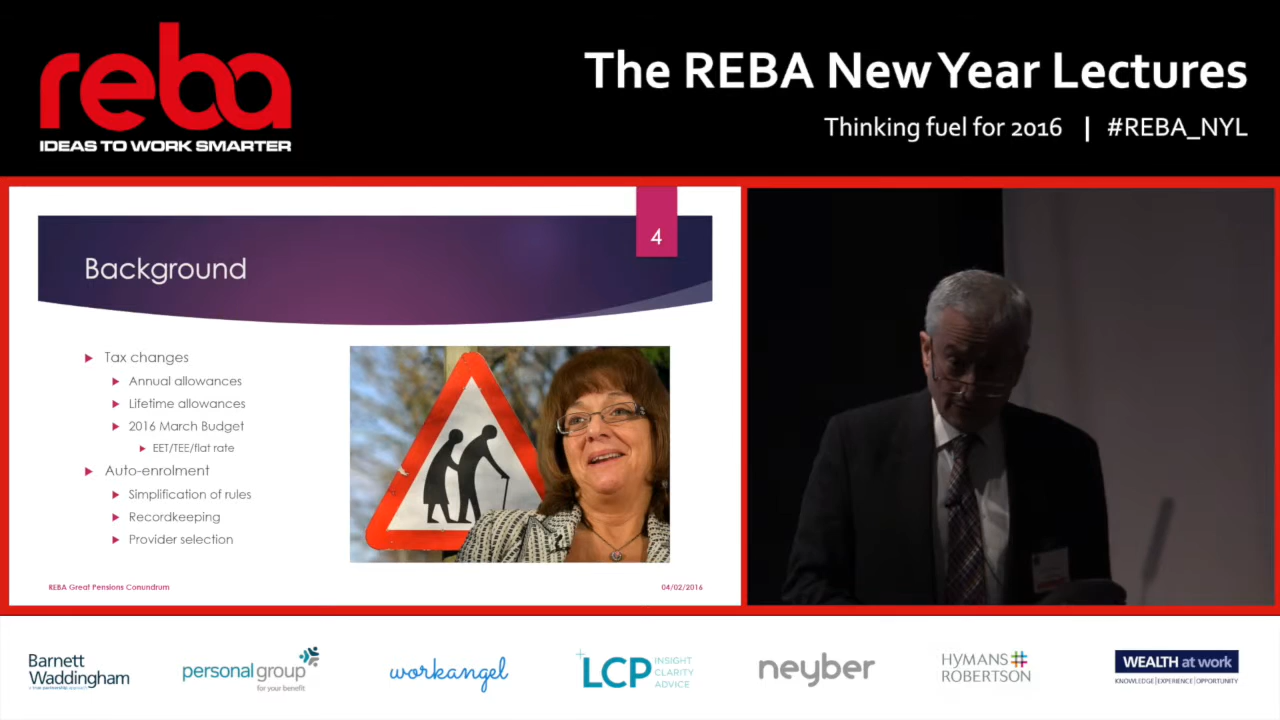 reba
IDEAS TO WORK SMARTER
The REBA New Year Lectures
Thinking fuel for 2016 | #REBA_NYL
4
Background
Tax changes
Annual allowances
Lifetime allowances
2016 March Budget
EET/TEE/flat rate
Auto-enrolment
Simplification of rules
Recordkeeping
Provider selection
REBA Great Pensions Conundrum
04/02/2016
Barnett
Waddingham
a true partnership approach
personal group
for your benefit
workangel
LCP INSIGHT
CLARITY
ADVICE
neyber
HYMANS
ROBERTSON
WEALTH at work
KNOWLEDGE|EXPERIENCE|OPPORTUNITY